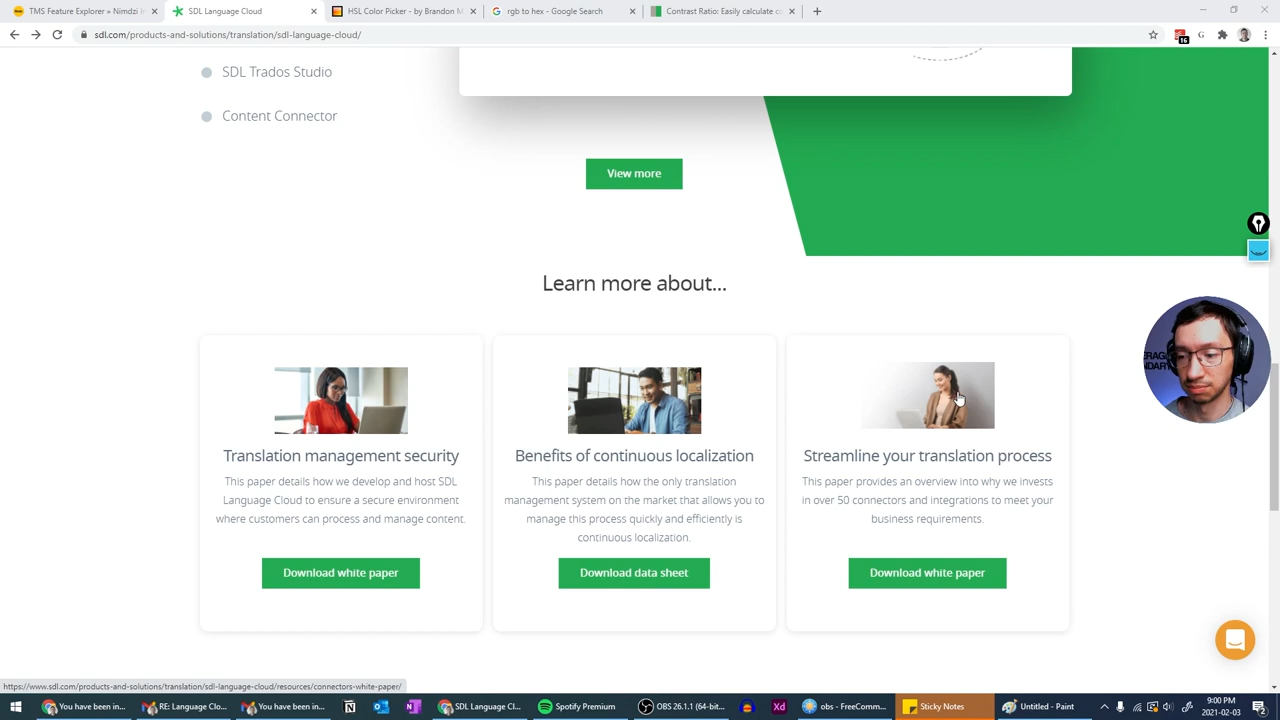 TMS Feature Explorer » Nimdzi In
SDL Language Cloud
HSL Color Picker - by Brandon M
rgb to hex - Google Search
Contrast Ratio: Easily calculate co
sdl.com/products-and-solutions/translation/sdl-language-cloud/
16
SDL Trados Studio
Content Connector
View more
Learn more about...
Translation management security
This paper details how we develop and host SDL
Language Cloud to ensure a secure environment
where customers can process and manage content.
Download white paper
Benefits of continuous localization
This paper details how the only translation
management system on the market that allows you to
manage this process quickly and efficiently is
continuous localization.
Download data sheet
Streamline your translation process
This paper provides an overview into why we invests
in over 50 connectors and integrations to meet your
business requirements.
Download white paper
https://www.sdl.com/products-and-solutions/translation/sdl-language-cloud/resources/connectors-white-paper/
You have been in...
RE: Language Clo...
You have been in...
SDL Language Cl...
Spotify Premium
OBS 26.1.1 (64-bit...
Xd
obs - FreeComm...
Sticky Notes
Untitled - Paint
9:00 PM
2021-02-03
2